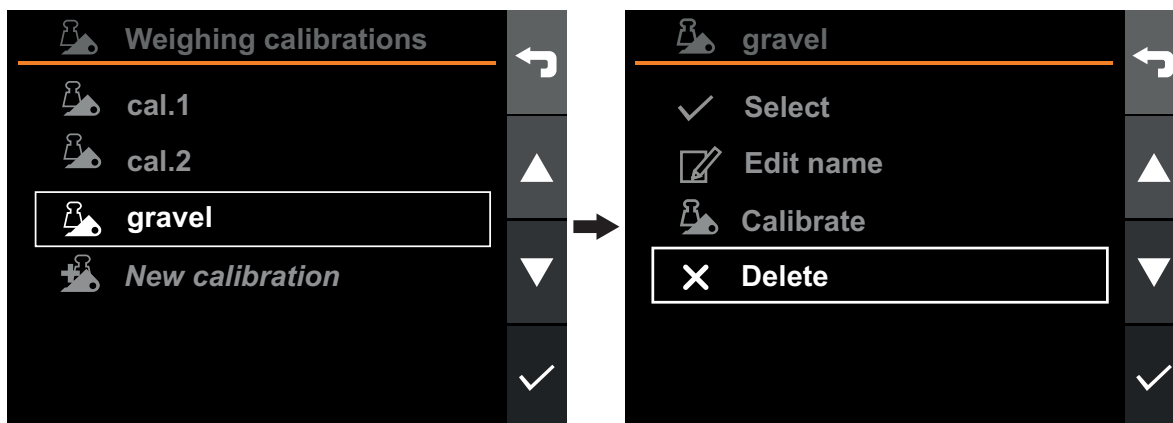 Weighing calibrations
cal.1
cal.2
gravel
New calibration
gravel
Select
Edit name
Calibrate
Delete